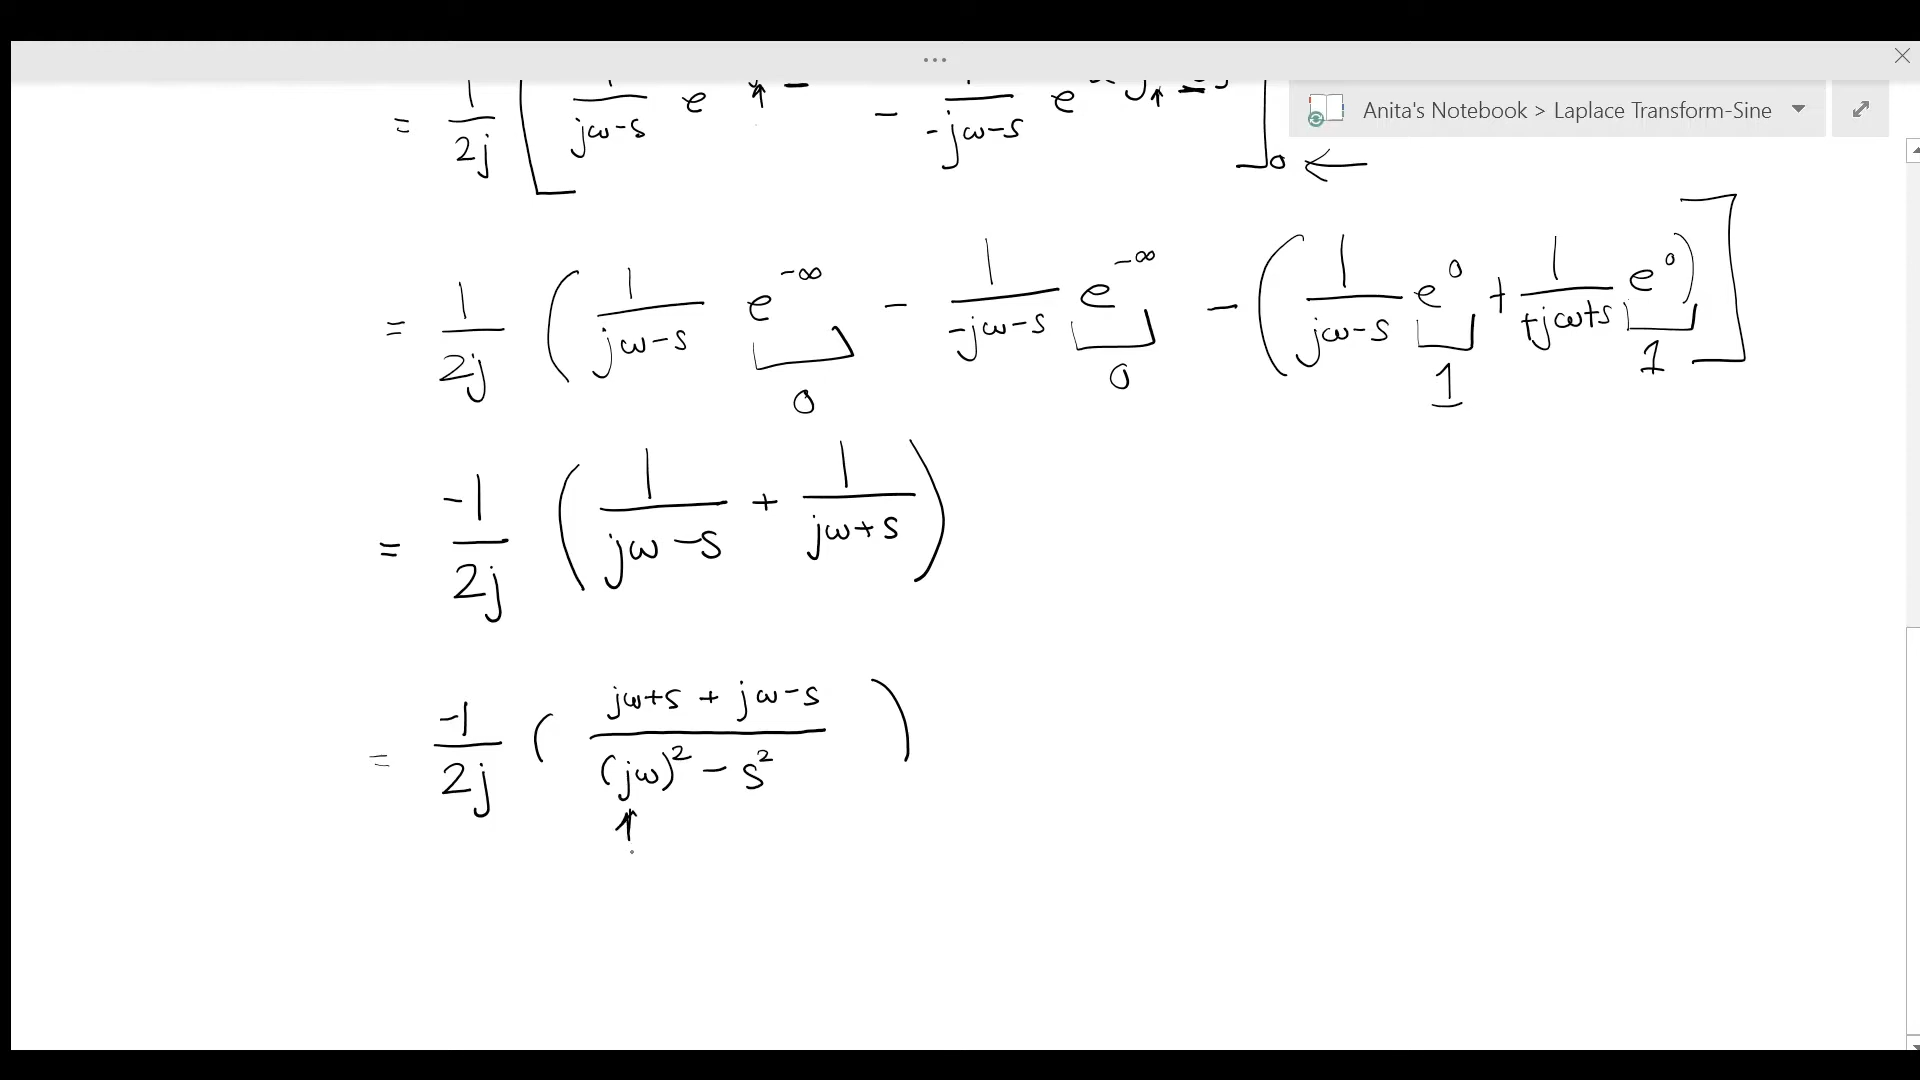 ...
Anita's Notebook > Laplace Transform-Sine
= 1/2j [ 1/(jω-s) e - 1/(-jω-s) e ]₀ ←
= 1/2j ( 1/(jω-s) e^(-∞) - 1/(-jω-s) e^(-∞) - ( 1/(jω-s) e^0 + 1/(+jω+s) e^0 ) ]
0 0 1 1
= -1/2j ( 1/(jω-s) + 1/(jω+s) )
= -1/2j ( (jω+s + jω-s)/((jω)² - s²) )
↑